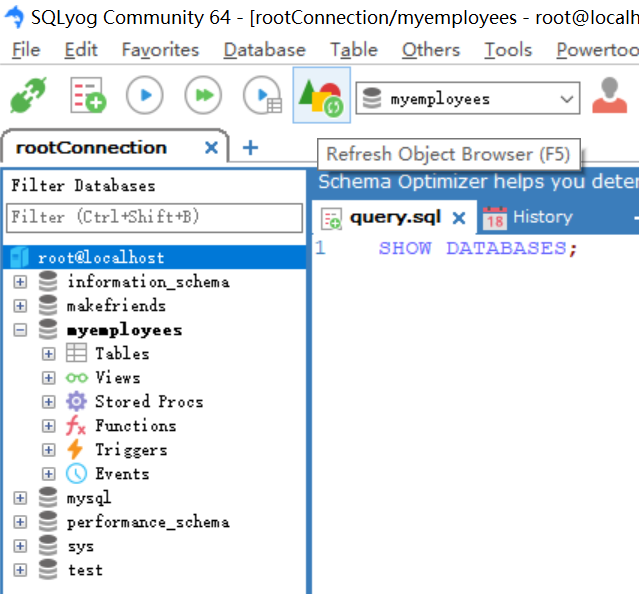 SQLyog Community 64 - [rootConnection/myemployees - root@localh
File Edit Favorites Database Table Others Tools Powertoo
myemployees
rootConnection
Refresh Object Browser (F5)
Filter Databases
Schema Optimizer helps you deter
Filter (Ctrl+Shift+B)
query.sql 18 History
1 SHOW DATABASES;
root@localhost
information_schema
makefriends
myemployees
Tables
Views
Stored Procs
fx Functions
Triggers
Events
mysql
performance_schema
sys
test